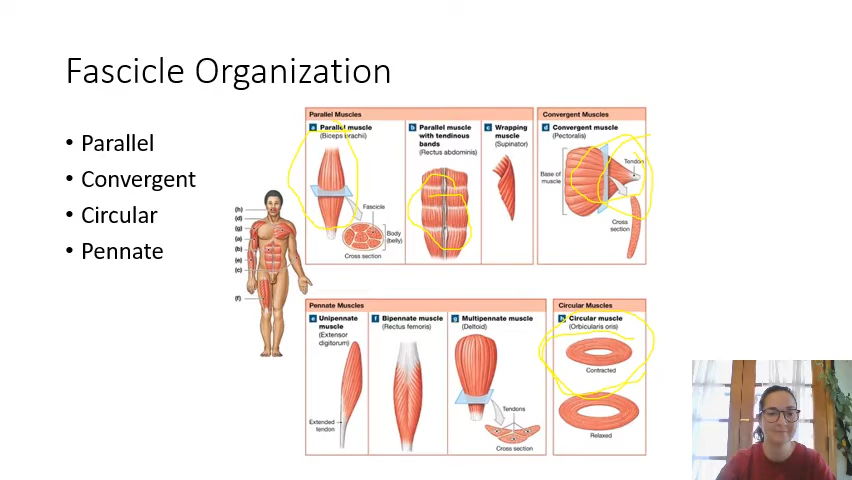 Fascicle Organization
• Parallel
• Convergent
• Circular
• Pennate
(h)
(d)
(g)
(a)
(b)
(e)
(c)
(f)
Parallel Muscles
a Parallel muscle
(Biceps brachii)
Fascicle
Body
(belly)
Cross section
b Parallel muscle
with tendinous
bands
(Rectus abdominis)
c Wrapping
muscle
(Supinator)
Convergent Muscles
d Convergent muscle
(Pectoralis)
Tendon
Base of
muscle
Cross
section
Pennate Muscles
e Unipennate
muscle
(Extensor
digitorum)
Extended
tendon
f Bipennate muscle
(Rectus femoris)
g Multipennate muscle
(Deltoid)
Tendons
Cross section
Circular Muscles
h Circular muscle
(Orbicularis oris)
Contracted
Relaxed